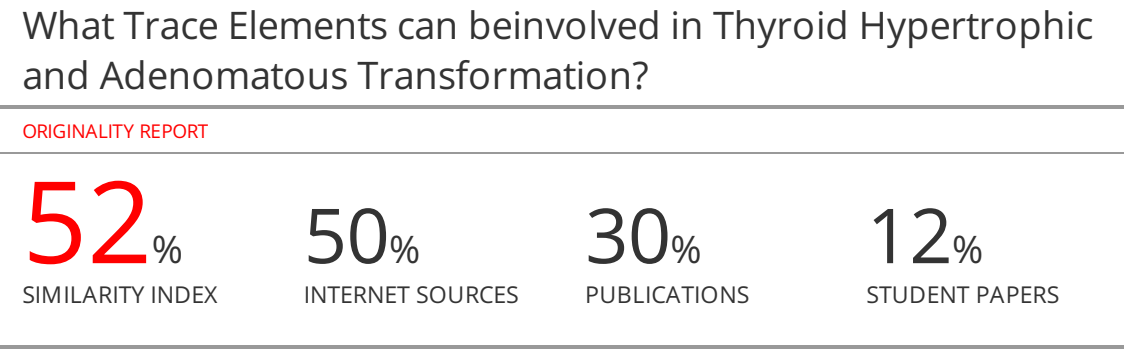 What Trace Elements can beinvolved in Thyroid Hypertrophic
and Adenomatous Transformation?
ORIGINALITY REPORT
52% 50% 30% 12%
SIMILARITY INDEX INTERNET SOURCES PUBLICATIONS STUDENT PAPERS